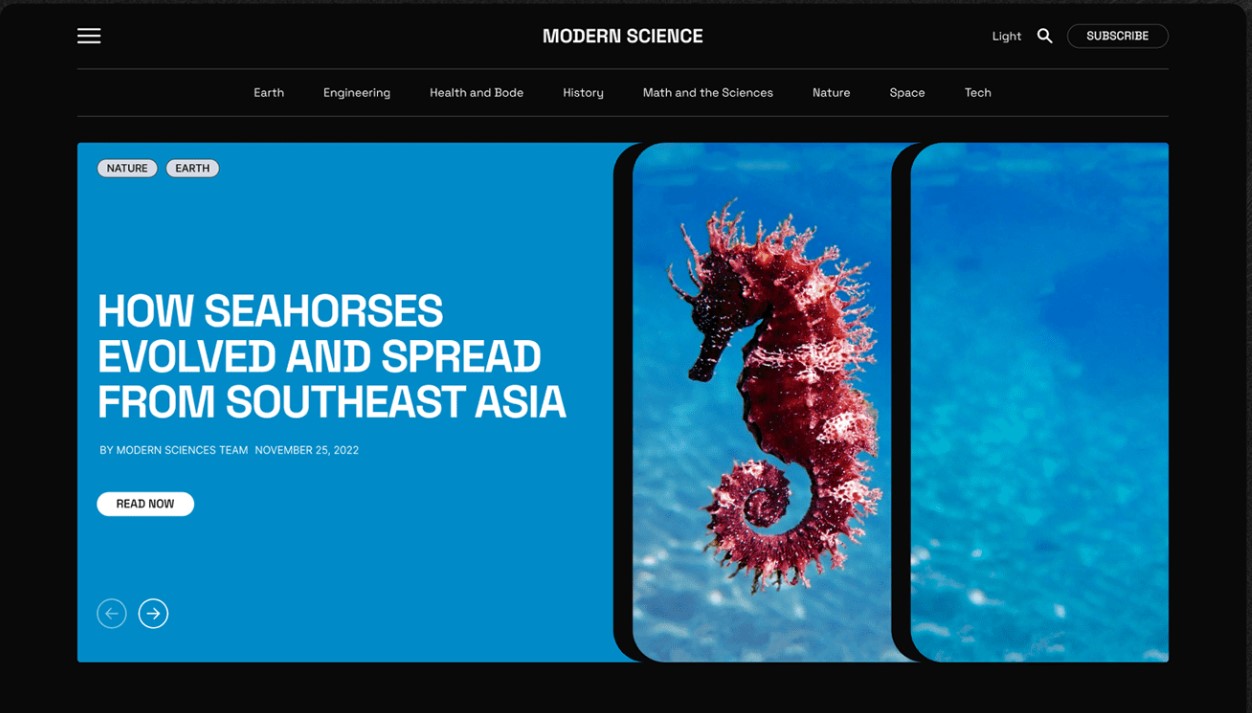 MODERN SCIENCE
Light
SUBSCRIBE
Earth
Engineering
Health and Bode
History
Math and the Sciences
Nature
Space
Tech
NATURE
EARTH
HOW SEAHORSES
EVOLVED AND SPREAD
FROM SOUTHEAST ASIA
BY MODERN SCIENCES TEAM NOVEMBER 25, 2022
READ NOW